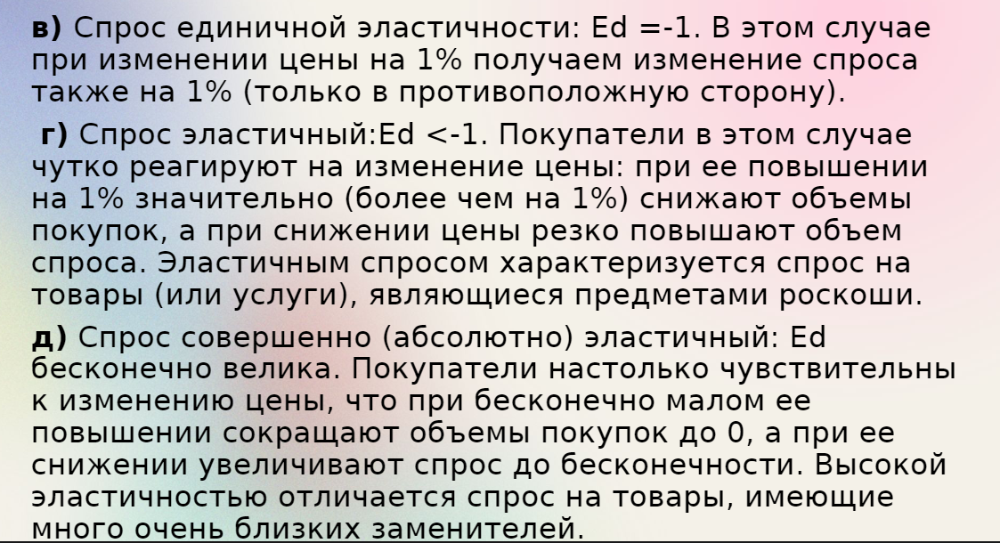 в) Спрос единичной эластичности: Ed =-1. В этом случае
при изменении цены на 1% получаем изменение спроса
также на 1% (только в противоположную сторону).
г) Спрос эластичный:Ed <-1. Покупатели в этом случае
чутко реагируют на изменение цены: при ее повышении
на 1% значительно (более чем на 1%) снижают объемы
покупок, а при снижении цены резко повышают объем
спроса. Эластичным спросом характеризуется спрос на
товары (или услуги), являющиеся предметами роскоши.
д) Спрос совершенно (абсолютно) эластичный: Ed
бесконечно велика. Покупатели настолько чувствительны
к изменению цены, что при бесконечно малом ее
повышении сокращают объемы покупок до 0, а при ее
снижении увеличивают спрос до бесконечности. Высокой
эластичностью отличается спрос на товары, имеющие
много очень близких заменителей.